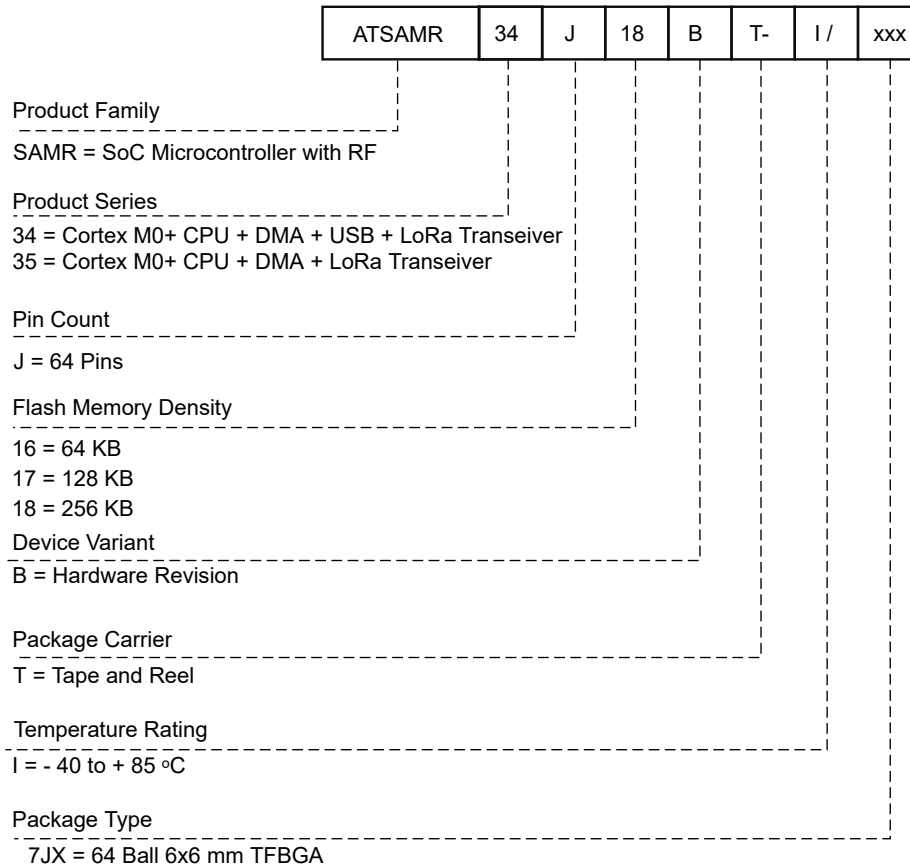 ATSAMR 34 J 18 B T- I / xxx
Product Family
SAMR = SoC Microcontroller with RF
Product Series
34 = Cortex M0+ CPU + DMA + USB + LoRa Transeiver
35 = Cortex M0+ CPU + DMA + LoRa Transeiver
Pin Count
J = 64 Pins
Flash Memory Density
16 = 64 KB
17 = 128 KB
18 = 256 KB
Device Variant
B = Hardware Revision
Package Carrier
T = Tape and Reel
Temperature Rating
I = - 40 to + 85 ºC
Package Type
7JX = 64 Ball 6x6 mm TFBGA